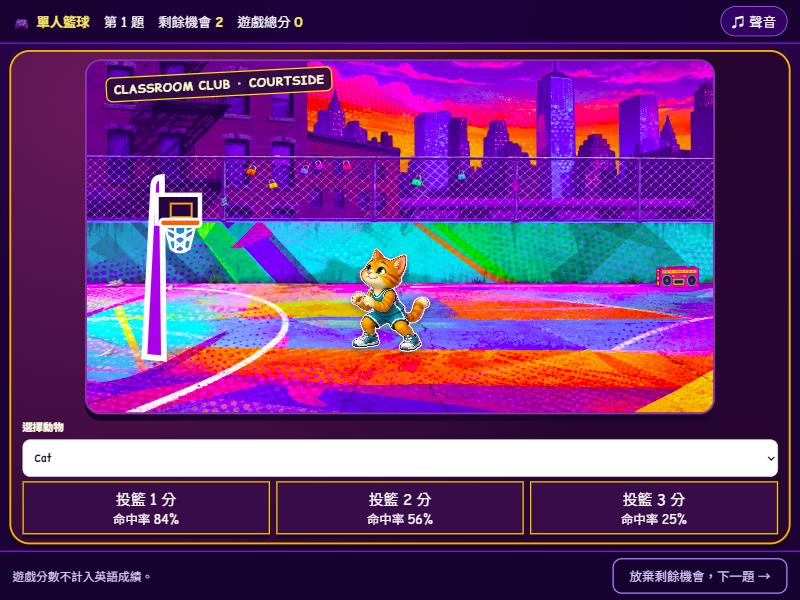 單人籃球 第 1 題 剩餘機會 2 遊戲總分 0
聲音
CLASSROOM CLUB · COURTSIDE
選擇動物
Cat
投籃 1 分
命中率 84%
投籃 2 分
命中率 56%
投籃 3 分
命中率 25%
遊戲分數不計入英語成績。
放棄剩餘機會，下一題 →